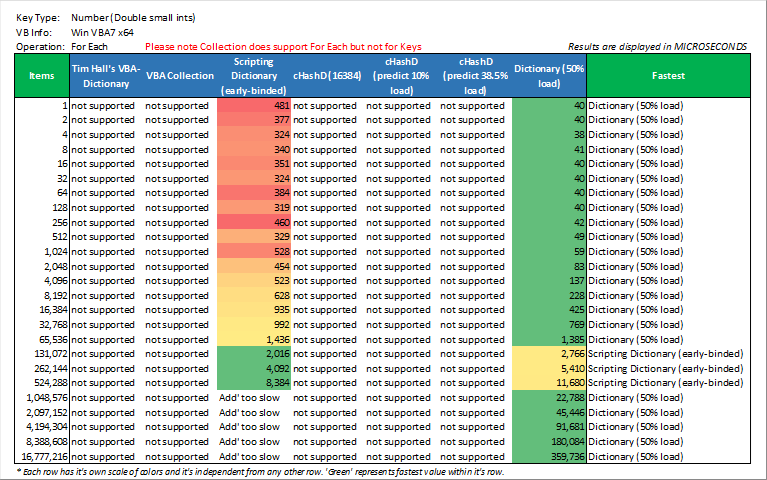 Key Type: Number (Double small ints)
VB Info: Win VBA7 x64
Operation: For Each Please note Collection does support For Each but not for Keys Results are displayed in MICROSECONDS
Items Tim Hall's VBA-Dictionary VBA Collection Scripting Dictionary (early-binded) cHashD (16384) cHashD (predict 10% load) cHashD (predict 38.5% load) Dictionary (50% load) Fastest
1 not supported not supported 481 not supported not supported not supported 40 Dictionary (50% load)
2 not supported not supported 377 not supported not supported not supported 40 Dictionary (50% load)
4 not supported not supported 324 not supported not supported not supported 38 Dictionary (50% load)
8 not supported not supported 340 not supported not supported not supported 41 Dictionary (50% load)
16 not supported not supported 351 not supported not supported not supported 40 Dictionary (50% load)
32 not supported not supported 324 not supported not supported not supported 40 Dictionary (50% load)
64 not supported not supported 384 not supported not supported not supported 40 Dictionary (50% load)
128 not supported not supported 319 not supported not supported not supported 40 Dictionary (50% load)
256 not supported not supported 460 not supported not supported not supported 42 Dictionary (50% load)
512 not supported not supported 329 not supported not supported not supported 49 Dictionary (50% load)
1,024 not supported not supported 528 not supported not supported not supported 59 Dictionary (50% load)
2,048 not supported not supported 454 not supported not supported not supported 83 Dictionary (50% load)
4,096 not supported not supported 523 not supported not supported not supported 137 Dictionary (50% load)
8,192 not supported not supported 628 not supported not supported not supported 228 Dictionary (50% load)
16,384 not supported not supported 935 not supported not supported not supported 425 Dictionary (50% load)
32,768 not supported not supported 992 not supported not supported not supported 769 Dictionary (50% load)
65,536 not supported not supported 1,436 not supported not supported not supported 1,385 Dictionary (50% load)
131,072 not supported not supported 2,016 not supported not supported not supported 2,766 Scripting Dictionary (early-binded)
262,144 not supported not supported 4,092 not supported not supported not supported 5,410 Scripting Dictionary (early-binded)
524,288 not supported not supported 8,384 not supported not supported not supported 11,680 Scripting Dictionary (early-binded)
1,048,576 not supported not supported Add' too slow not supported not supported not supported 22,788 Dictionary (50% load)
2,097,152 not supported not supported Add' too slow not supported not supported not supported 45,446 Dictionary (50% load)
4,194,304 not supported not supported Add' too slow not supported not supported not supported 91,681 Dictionary (50% load)
8,388,608 not supported not supported Add' too slow not supported not supported not supported 180,084 Dictionary (50% load)
16,777,216 not supported not supported Add' too slow not supported not supported not supported 359,736 Dictionary (50% load)
* Each row has it's own scale of colors and it's independent from any other row. 'Green' represents fastest value within it's row.